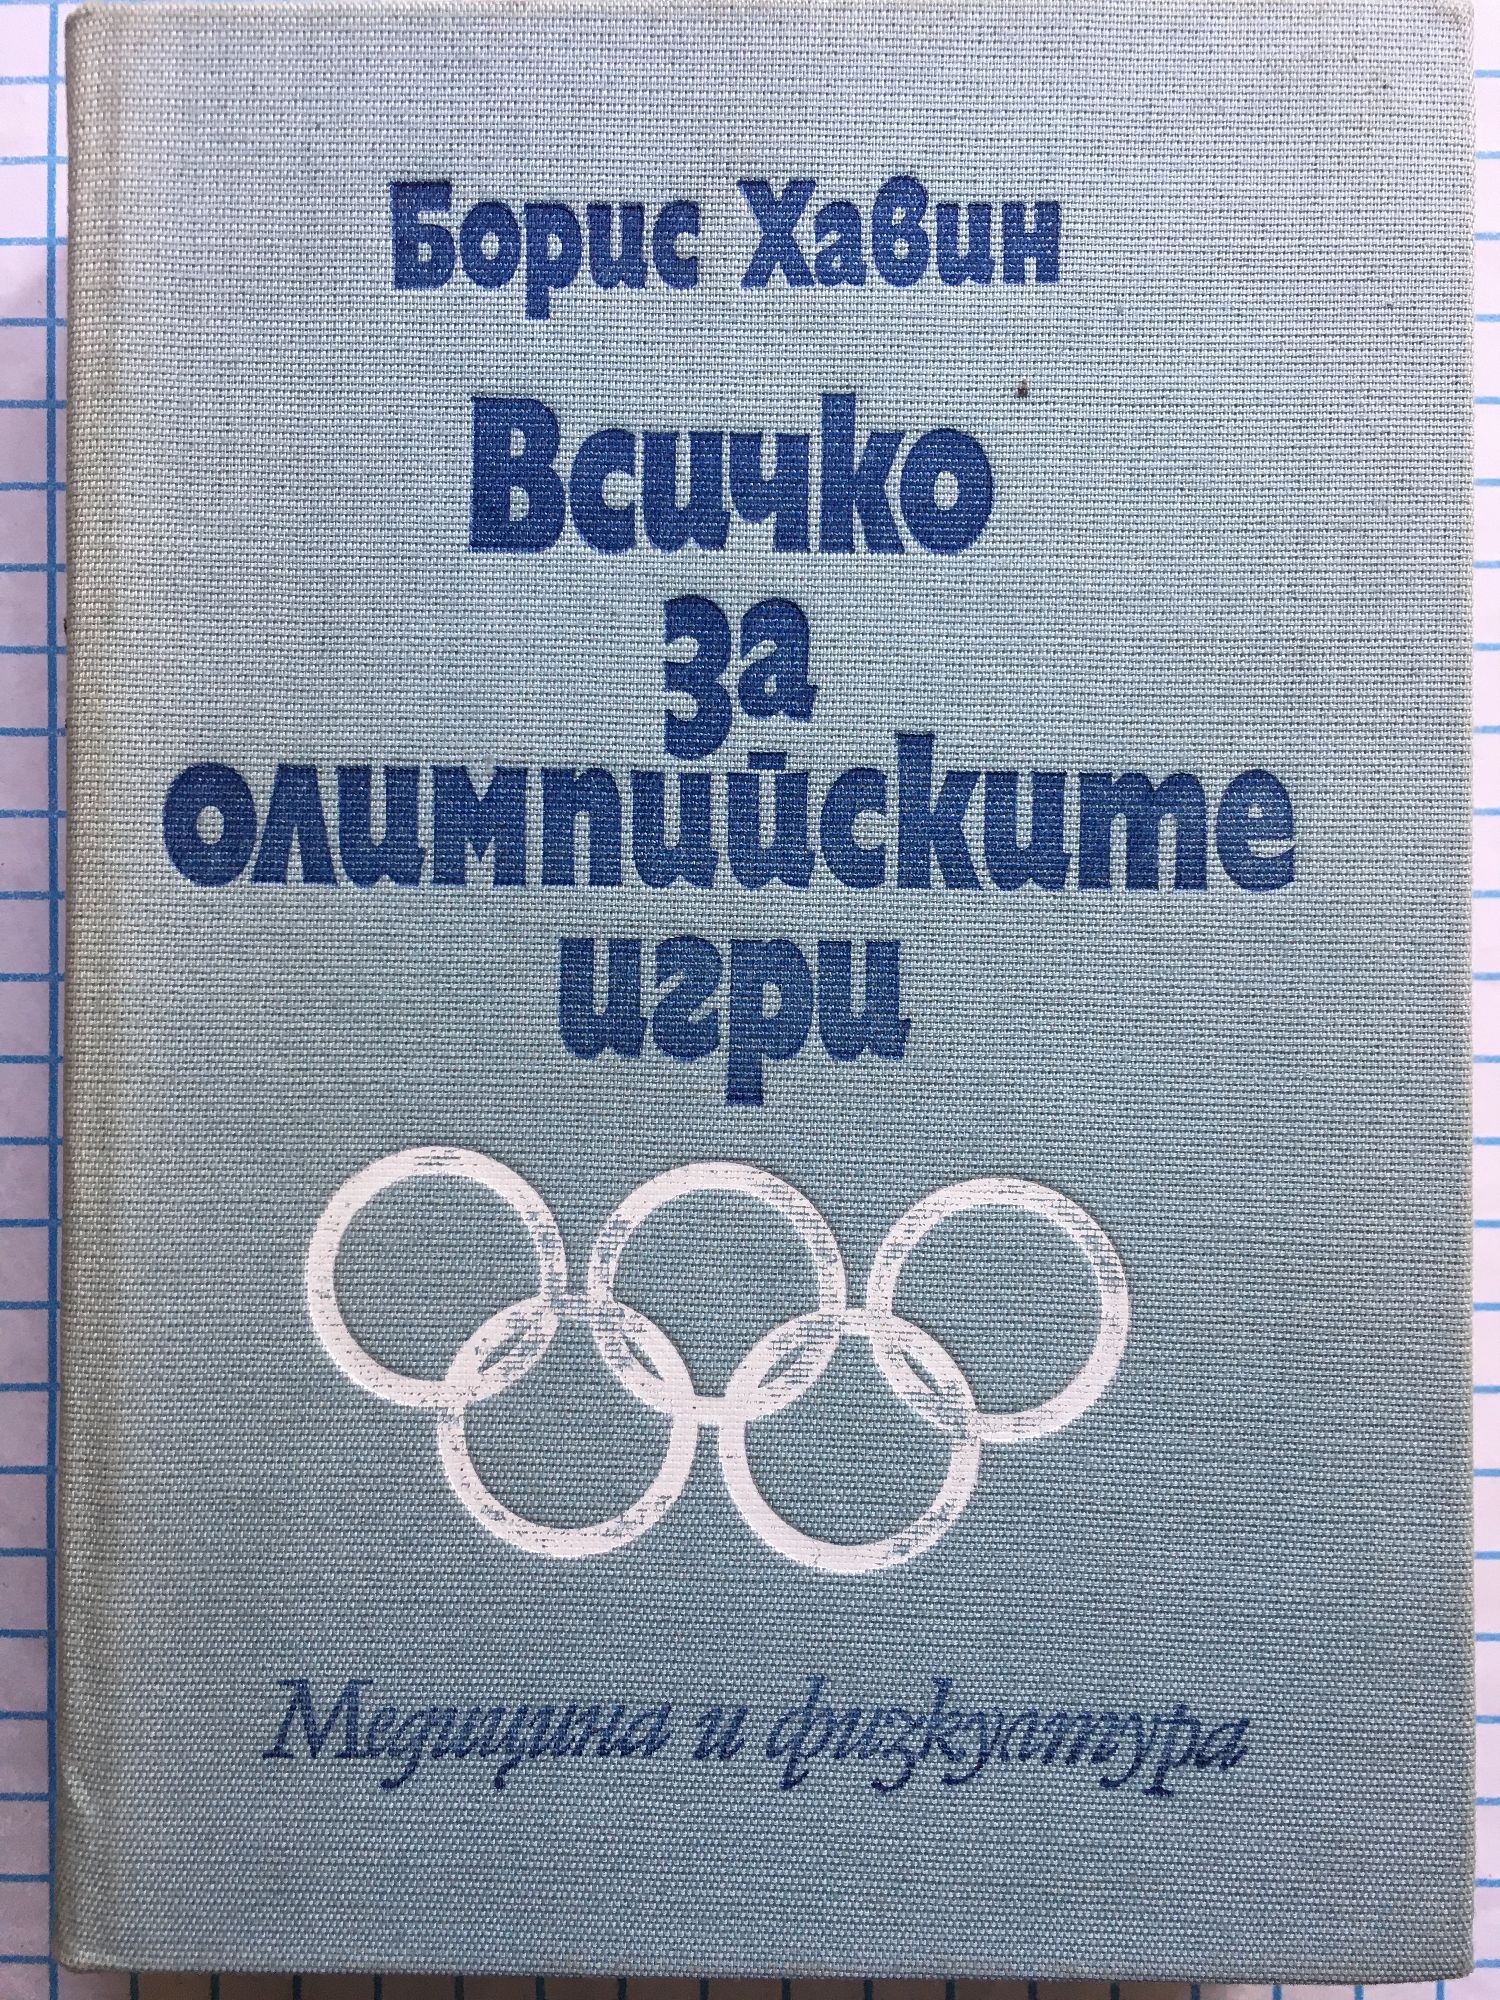 Борис Хавин
Всичко
за
олимпийските
игри
Медицина и физкултура